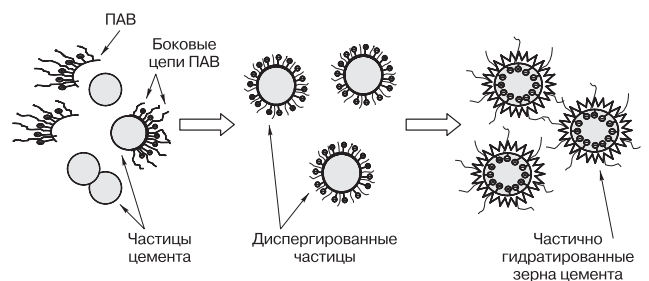 ПАВ
Боковые
цепи ПАВ
Частицы
цемента
Диспергированные
частицы
Частично
гидратированные
зерна цемента